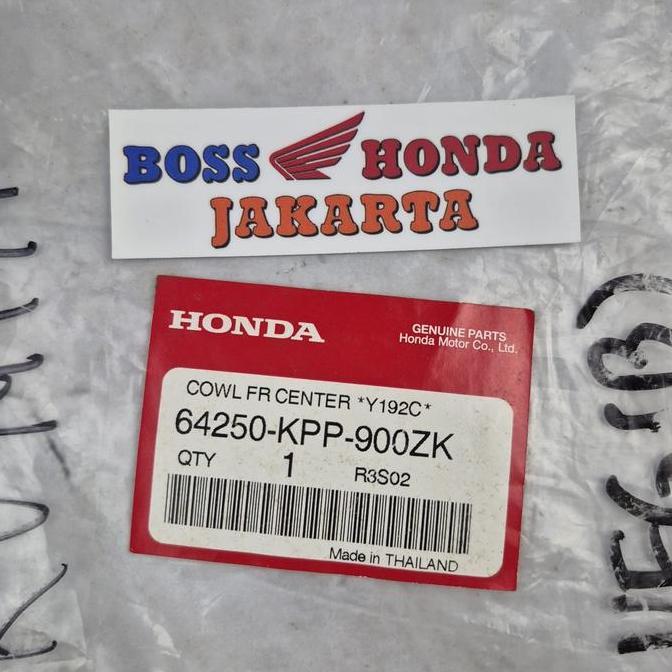 BOSS HONDA
JAKARTA
HONDA
GENUINE PARTS
Honda Motor Co., Ltd.
COWL FR CENTER *Y192C*
64250-KPP-900ZK
QTY 1 R3S02
Made in THAILAND